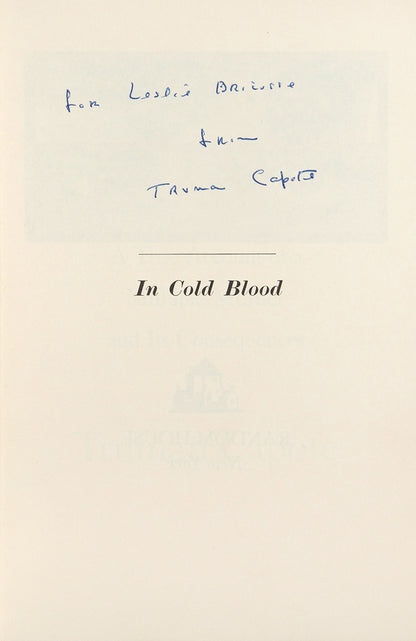 for Leslie Bricusse
from
Truman Capote
In Cold Blood